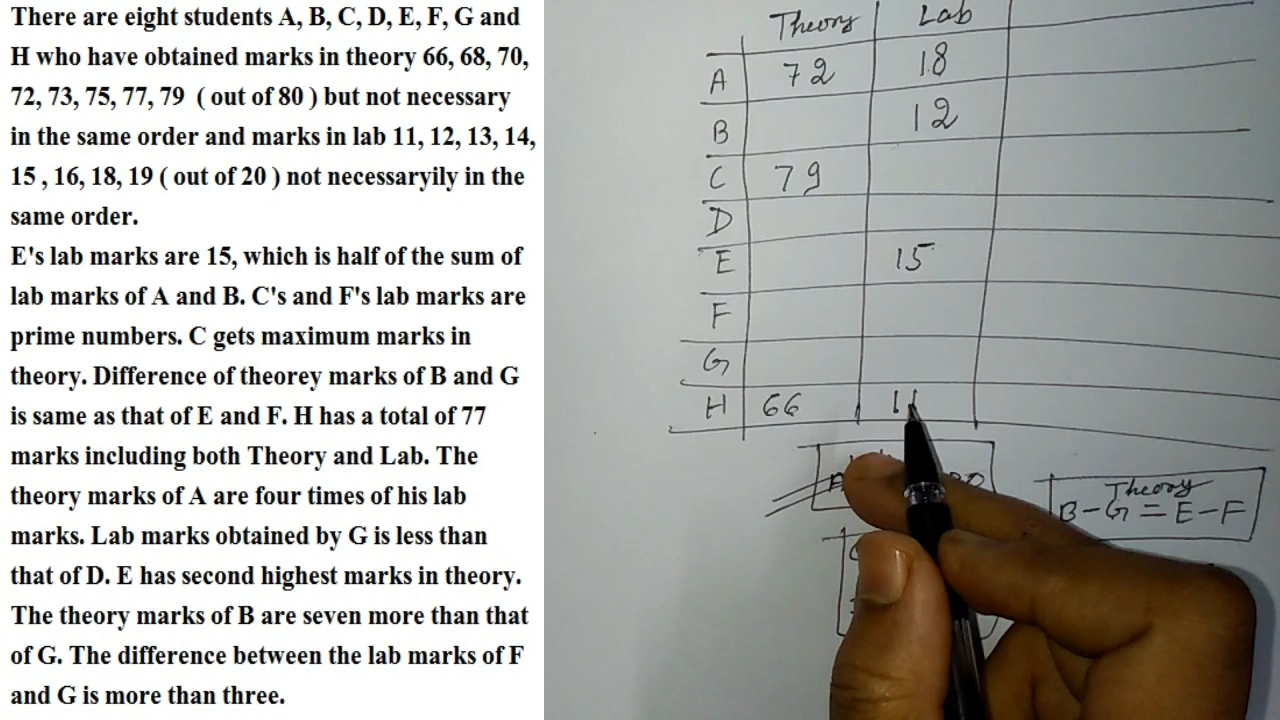 There are eight students A, B, C, D, E, F, G and
H who have obtained marks in theory 66, 68, 70,
72, 73, 75, 77, 79 ( out of 80 ) but not necessary
in the same order and marks in lab 11, 12, 13, 14,
15 , 16, 18, 19 ( out of 20 ) not necessaryily in the
same order.
E's lab marks are 15, which is half of the sum of
lab marks of A and B. C's and F's lab marks are
prime numbers. C gets maximum marks in
theory. Difference of theorey marks of B and G
is same as that of E and F. H has a total of 77
marks including both Theory and Lab. The
theory marks of A are four times of his lab
marks. Lab marks obtained by G is less than
that of D. E has second highest marks in theory.
The theory marks of B are seven more than that
of G. The difference between the lab marks of F
and G is more than three.
Theory Lab
A 72 18
B 12
C 79
D
E 15
F
G
H 66 11
Theory
B-G=E-F